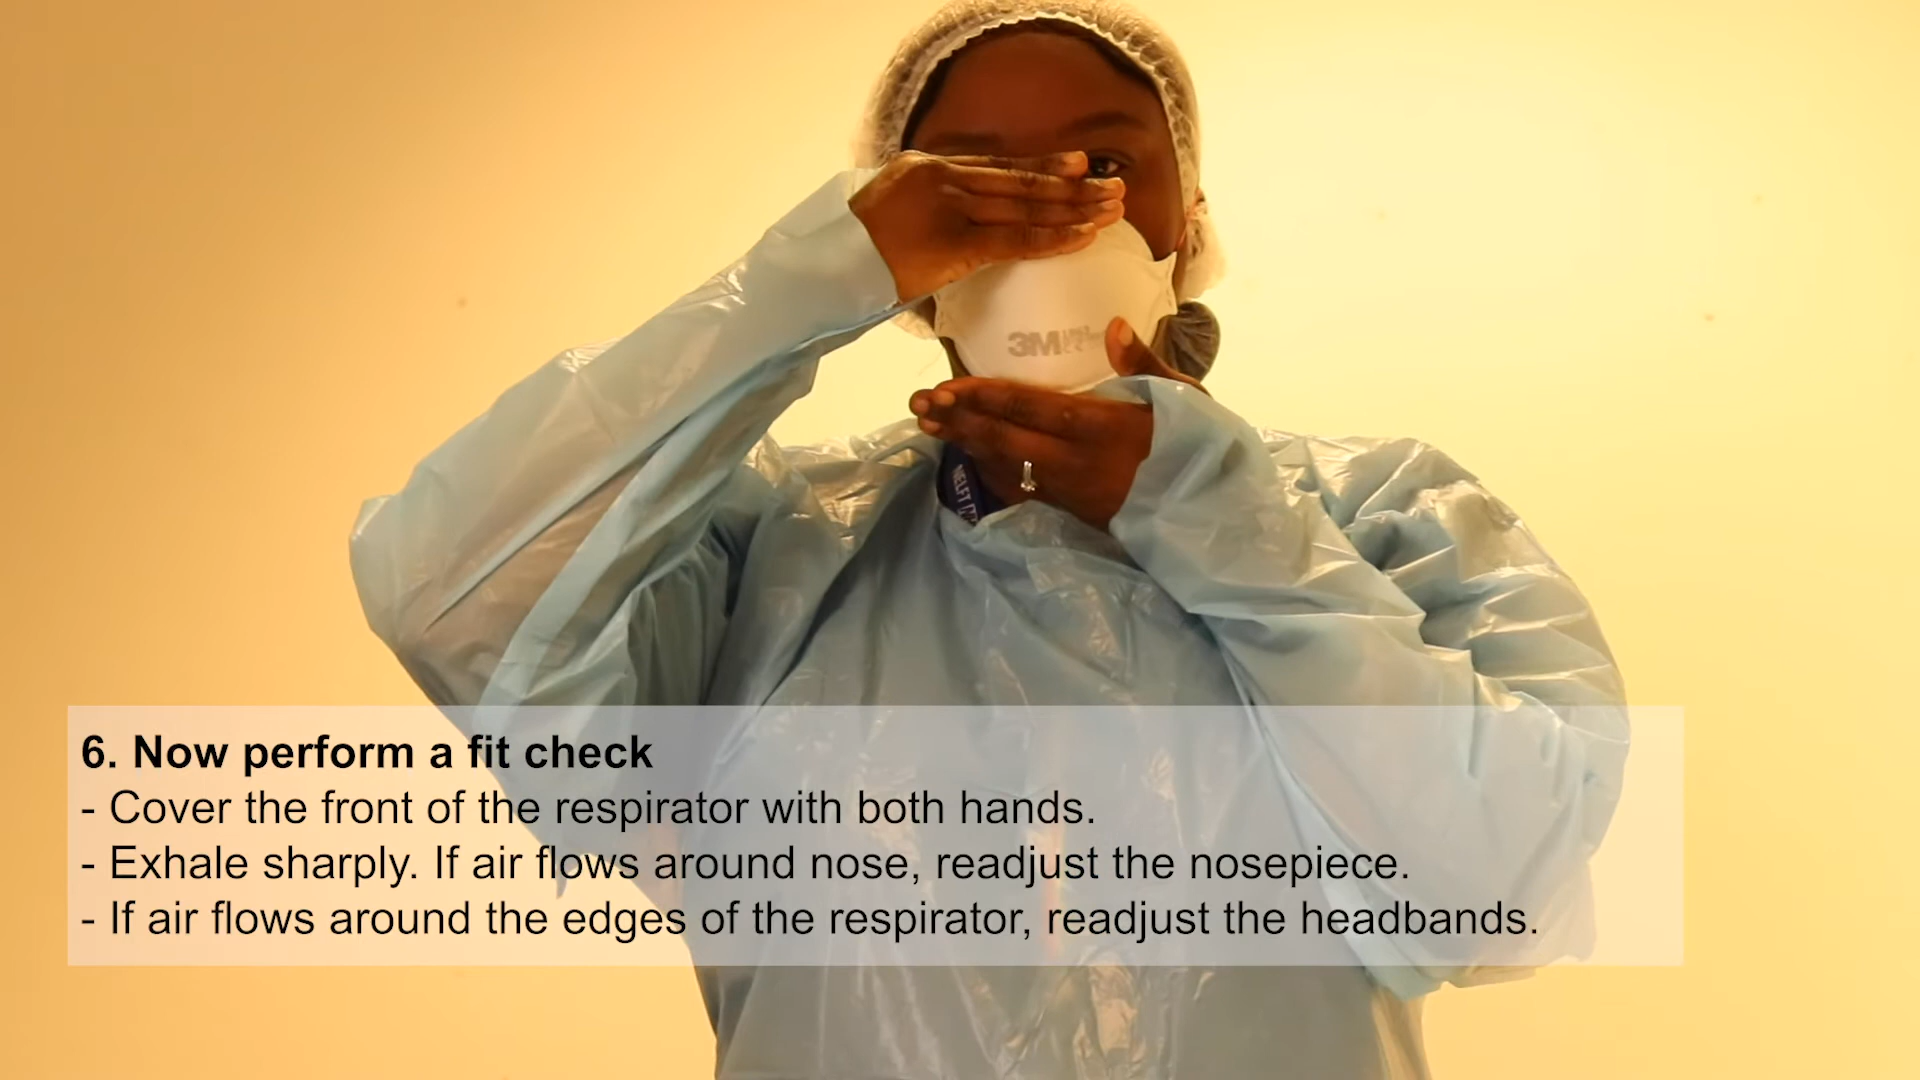 3M
NELFT
6. Now perform a fit check
- Cover the front of the respirator with both hands.
- Exhale sharply. If air flows around nose, readjust the nosepiece.
- If air flows around the edges of the respirator, readjust the headbands.